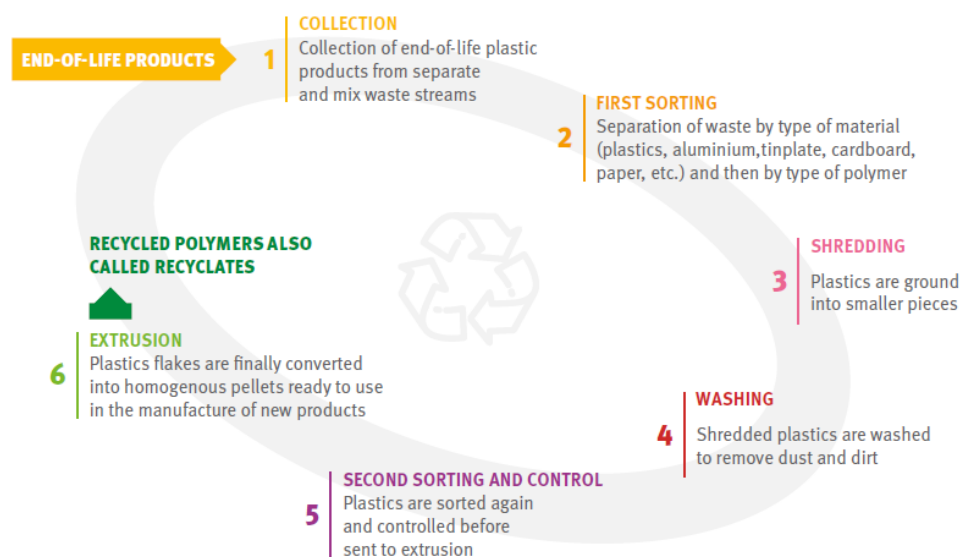 END-OF-LIFE PRODUCTS
1
COLLECTION
Collection of end-of-life plastic
products from separate
and mix waste streams
2
FIRST SORTING
Separation of waste by type of material
(plastics, aluminium,tinplate, cardboard,
paper, etc.) and then by type of polymer
3
SHREDDING
Plastics are ground
into smaller pieces
4
WASHING
Shredded plastics are washed
to remove dust and dirt
5
SECOND SORTING AND CONTROL
Plastics are sorted again
and controlled before
sent to extrusion
6
EXTRUSION
Plastics flakes are finally converted
into homogenous pellets ready to use
in the manufacture of new products
RECYCLED POLYMERS ALSO
CALLED RECYCLATES